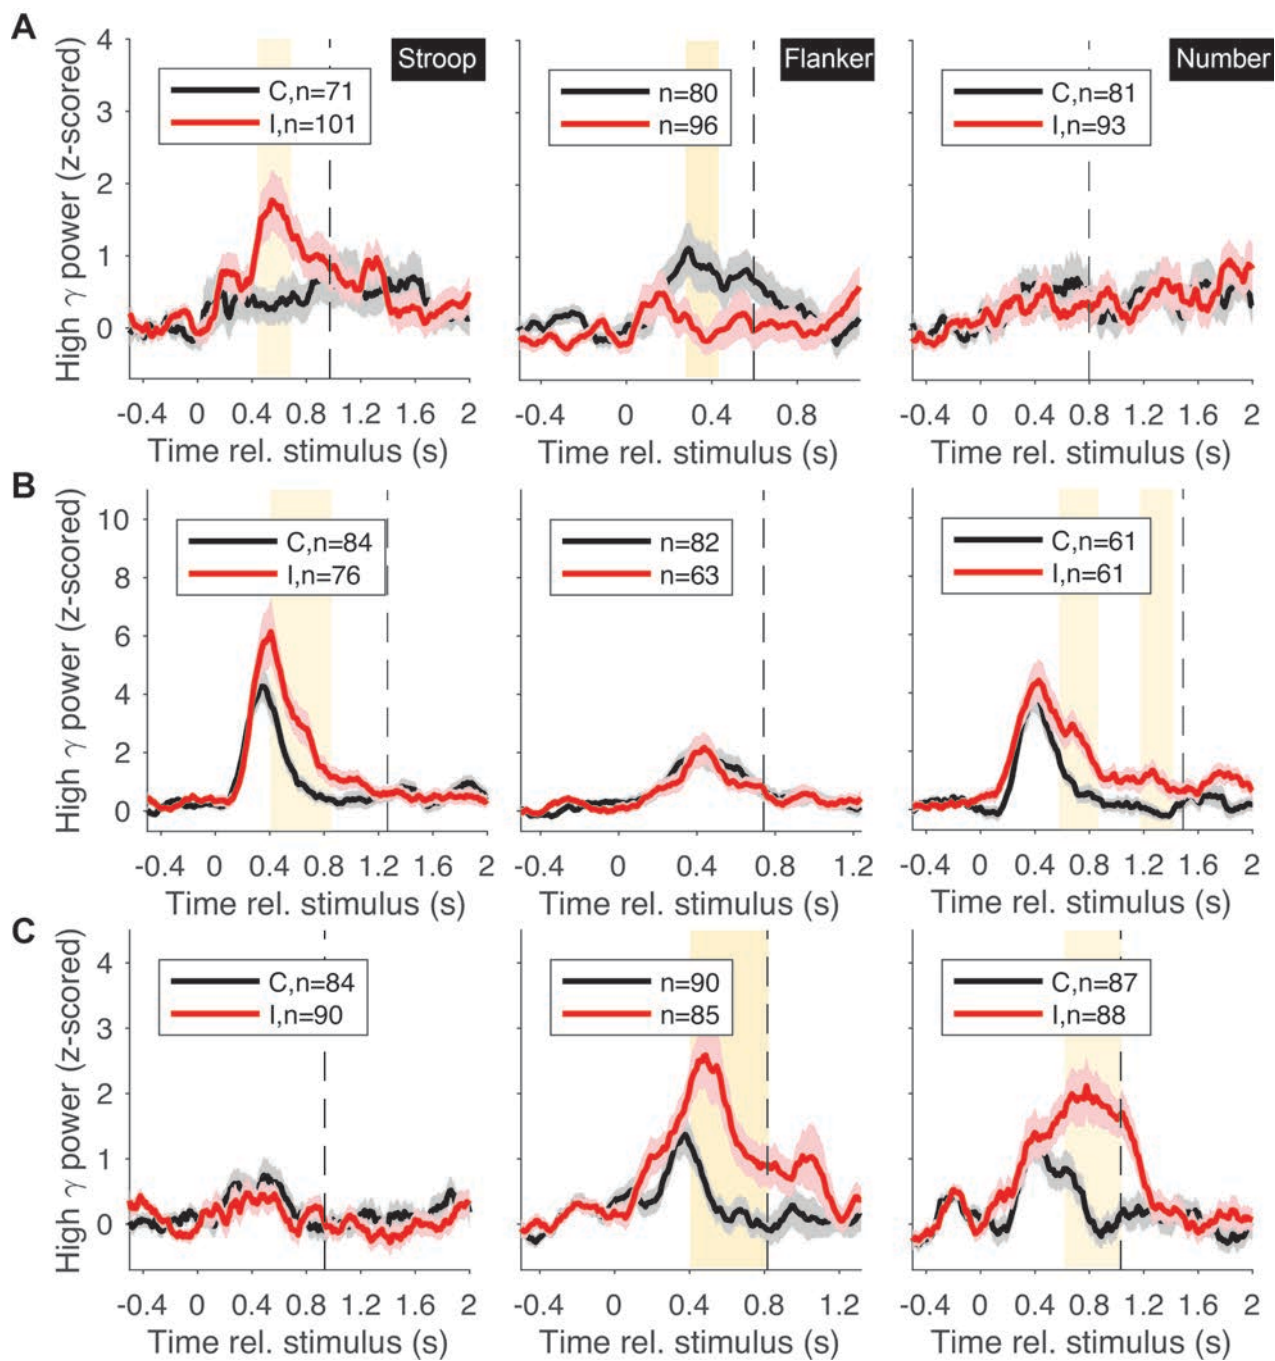 A
Stroop
Flanker
Number
High γ power (z-scored)
4
3
2
1
0
C,n=71
I,n=101
n=80
n=96
C,n=81
I,n=93
-0.4 0 0.4 0.8 1.2 1.6 2
-0.4 0 0.4 0.8
-0.4 0 0.4 0.8 1.2 1.6 2
Time rel. stimulus (s)
Time rel. stimulus (s)
Time rel. stimulus (s)
B
High γ power (z-scored)
10
8
6
4
2
0
C,n=84
I,n=76
n=82
n=63
C,n=61
I,n=61
-0.4 0 0.4 0.8 1.2 1.6 2
-0.4 0 0.4 0.8 1.2
-0.4 0 0.4 0.8 1.2 1.6 2
Time rel. stimulus (s)
Time rel. stimulus (s)
Time rel. stimulus (s)
C
High γ power (z-scored)
4
3
2
1
0
C,n=84
I,n=90
n=90
n=85
C,n=87
I,n=88
-0.4 0 0.4 0.8 1.2 1.6 2
-0.4 0 0.4 0.8 1.2
-0.4 0 0.4 0.8 1.2 1.6 2
Time rel. stimulus (s)
Time rel. stimulus (s)
Time rel. stimulus (s)